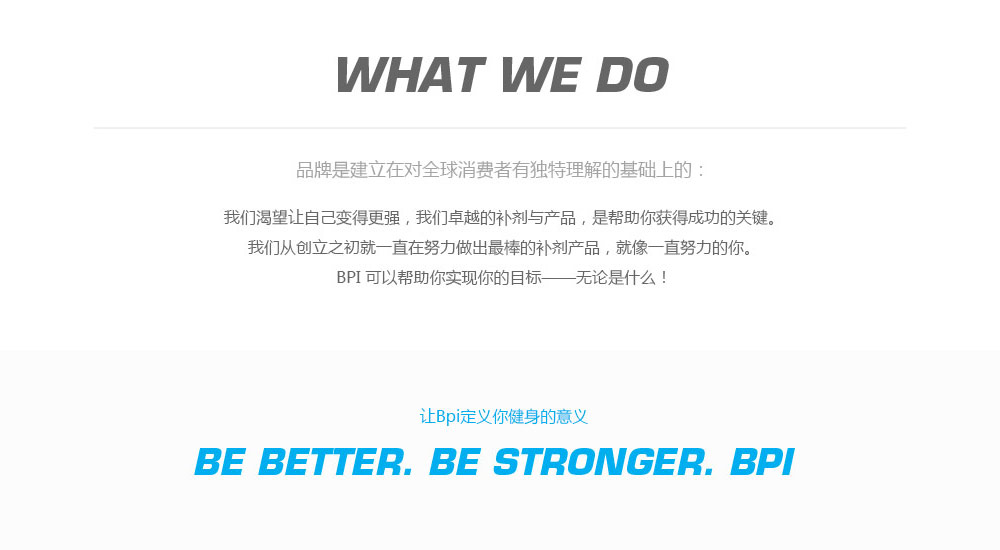 WHAT WE DO
品牌是建立在对全球消费者有独特理解的基础上的：
我们渴望让自己变得更强，我们卓越的补剂与产品，是帮助你获得成功的关键。
我们从创立之初就一直在努力做出最棒的补剂产品，就像一直努力的你。
BPI 可以帮助你实现你的目标——无论是什么！
让Bpi定义你健身的意义
BE BETTER. BE STRONGER. BPI